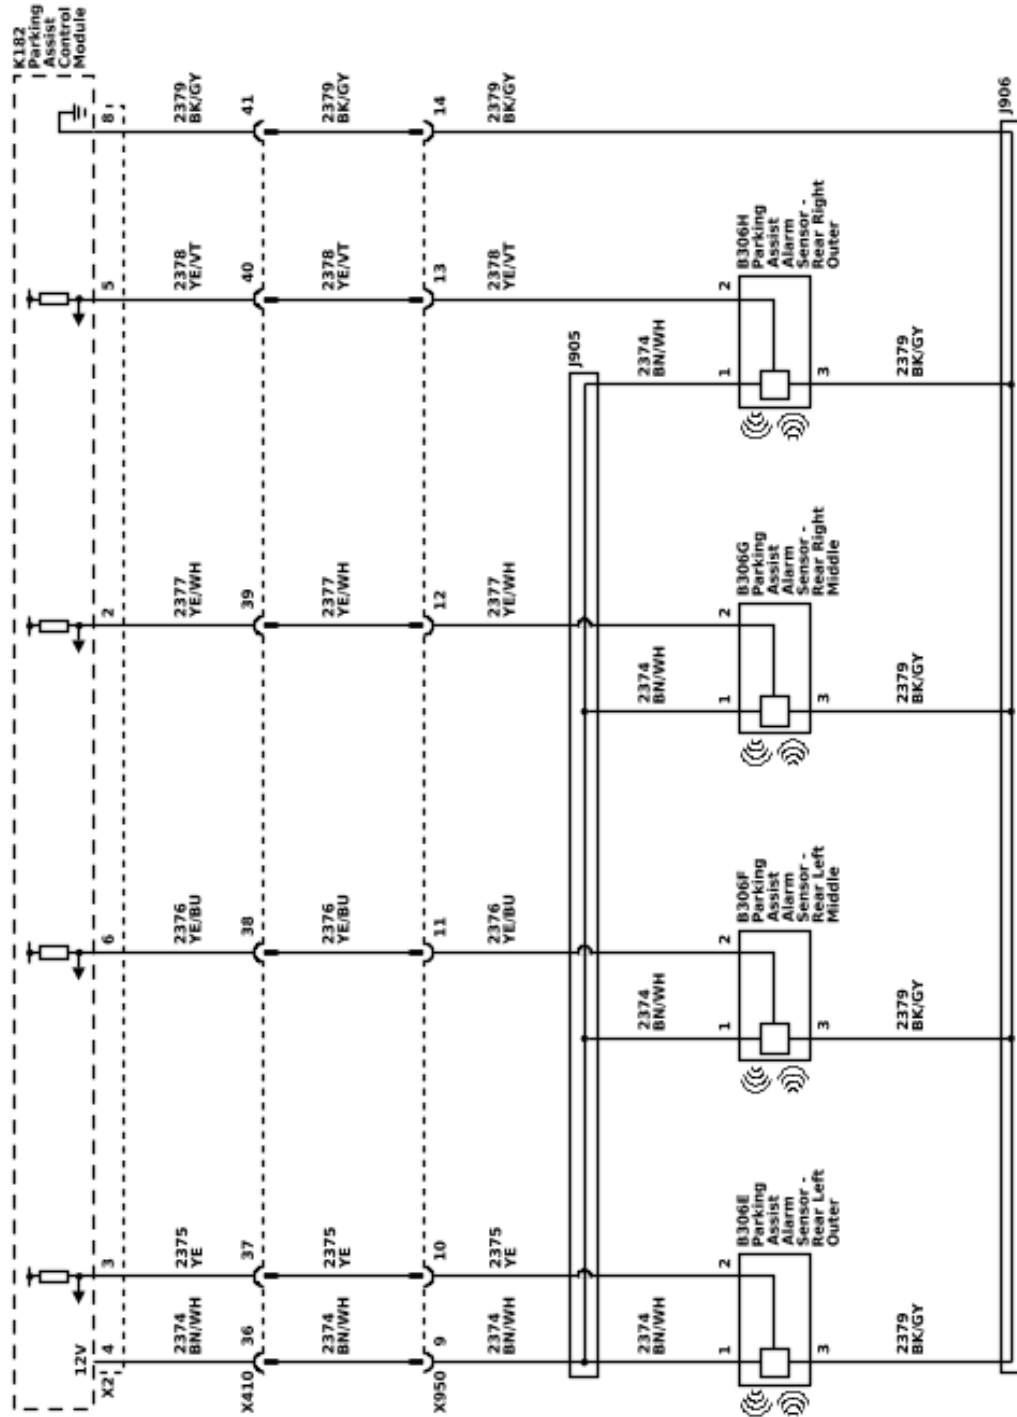 K182
Parking
Assist
Control
Module
12V
X2
4
3
6
2
5
8
2374
BN/WH
2375
YE
2376
YE/BU
2377
YE/WH
2378
YE/VT
2379
BK/GY
X410
36
37
38
39
40
41
2374
BN/WH
2375
YE
2376
YE/BU
2377
YE/WH
2378
YE/VT
2379
BK/GY
X950
9
10
11
12
13
14
2374
BN/WH
2375
YE
2376
YE/BU
2377
YE/WH
2378
YE/VT
2379
BK/GY
J905
2374
BN/WH
2374
BN/WH
2374
BN/WH
2374
BN/WH
1
2
1
2
1
2
1
2
B306E
Parking
Assist
Alarm
Sensor -
Rear Left
Outer
B306F
Parking
Assist
Alarm
Sensor -
Rear Left
Middle
B306G
Parking
Assist
Alarm
Sensor -
Rear Right
Middle
B306H
Parking
Assist
Alarm
Sensor -
Rear Right
Outer
3
3
3
3
2379
BK/GY
2379
BK/GY
2379
BK/GY
2379
BK/GY
J906